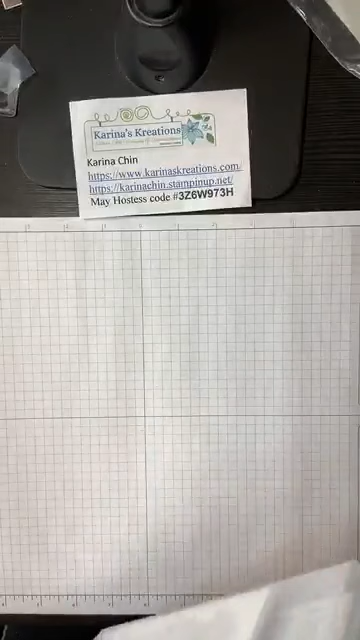 Karina's Kreations
Karina Chin
https://www.karinaskreations.com/
https://karinachin.stampinup.net/
May Hostess code #3Z6W973H